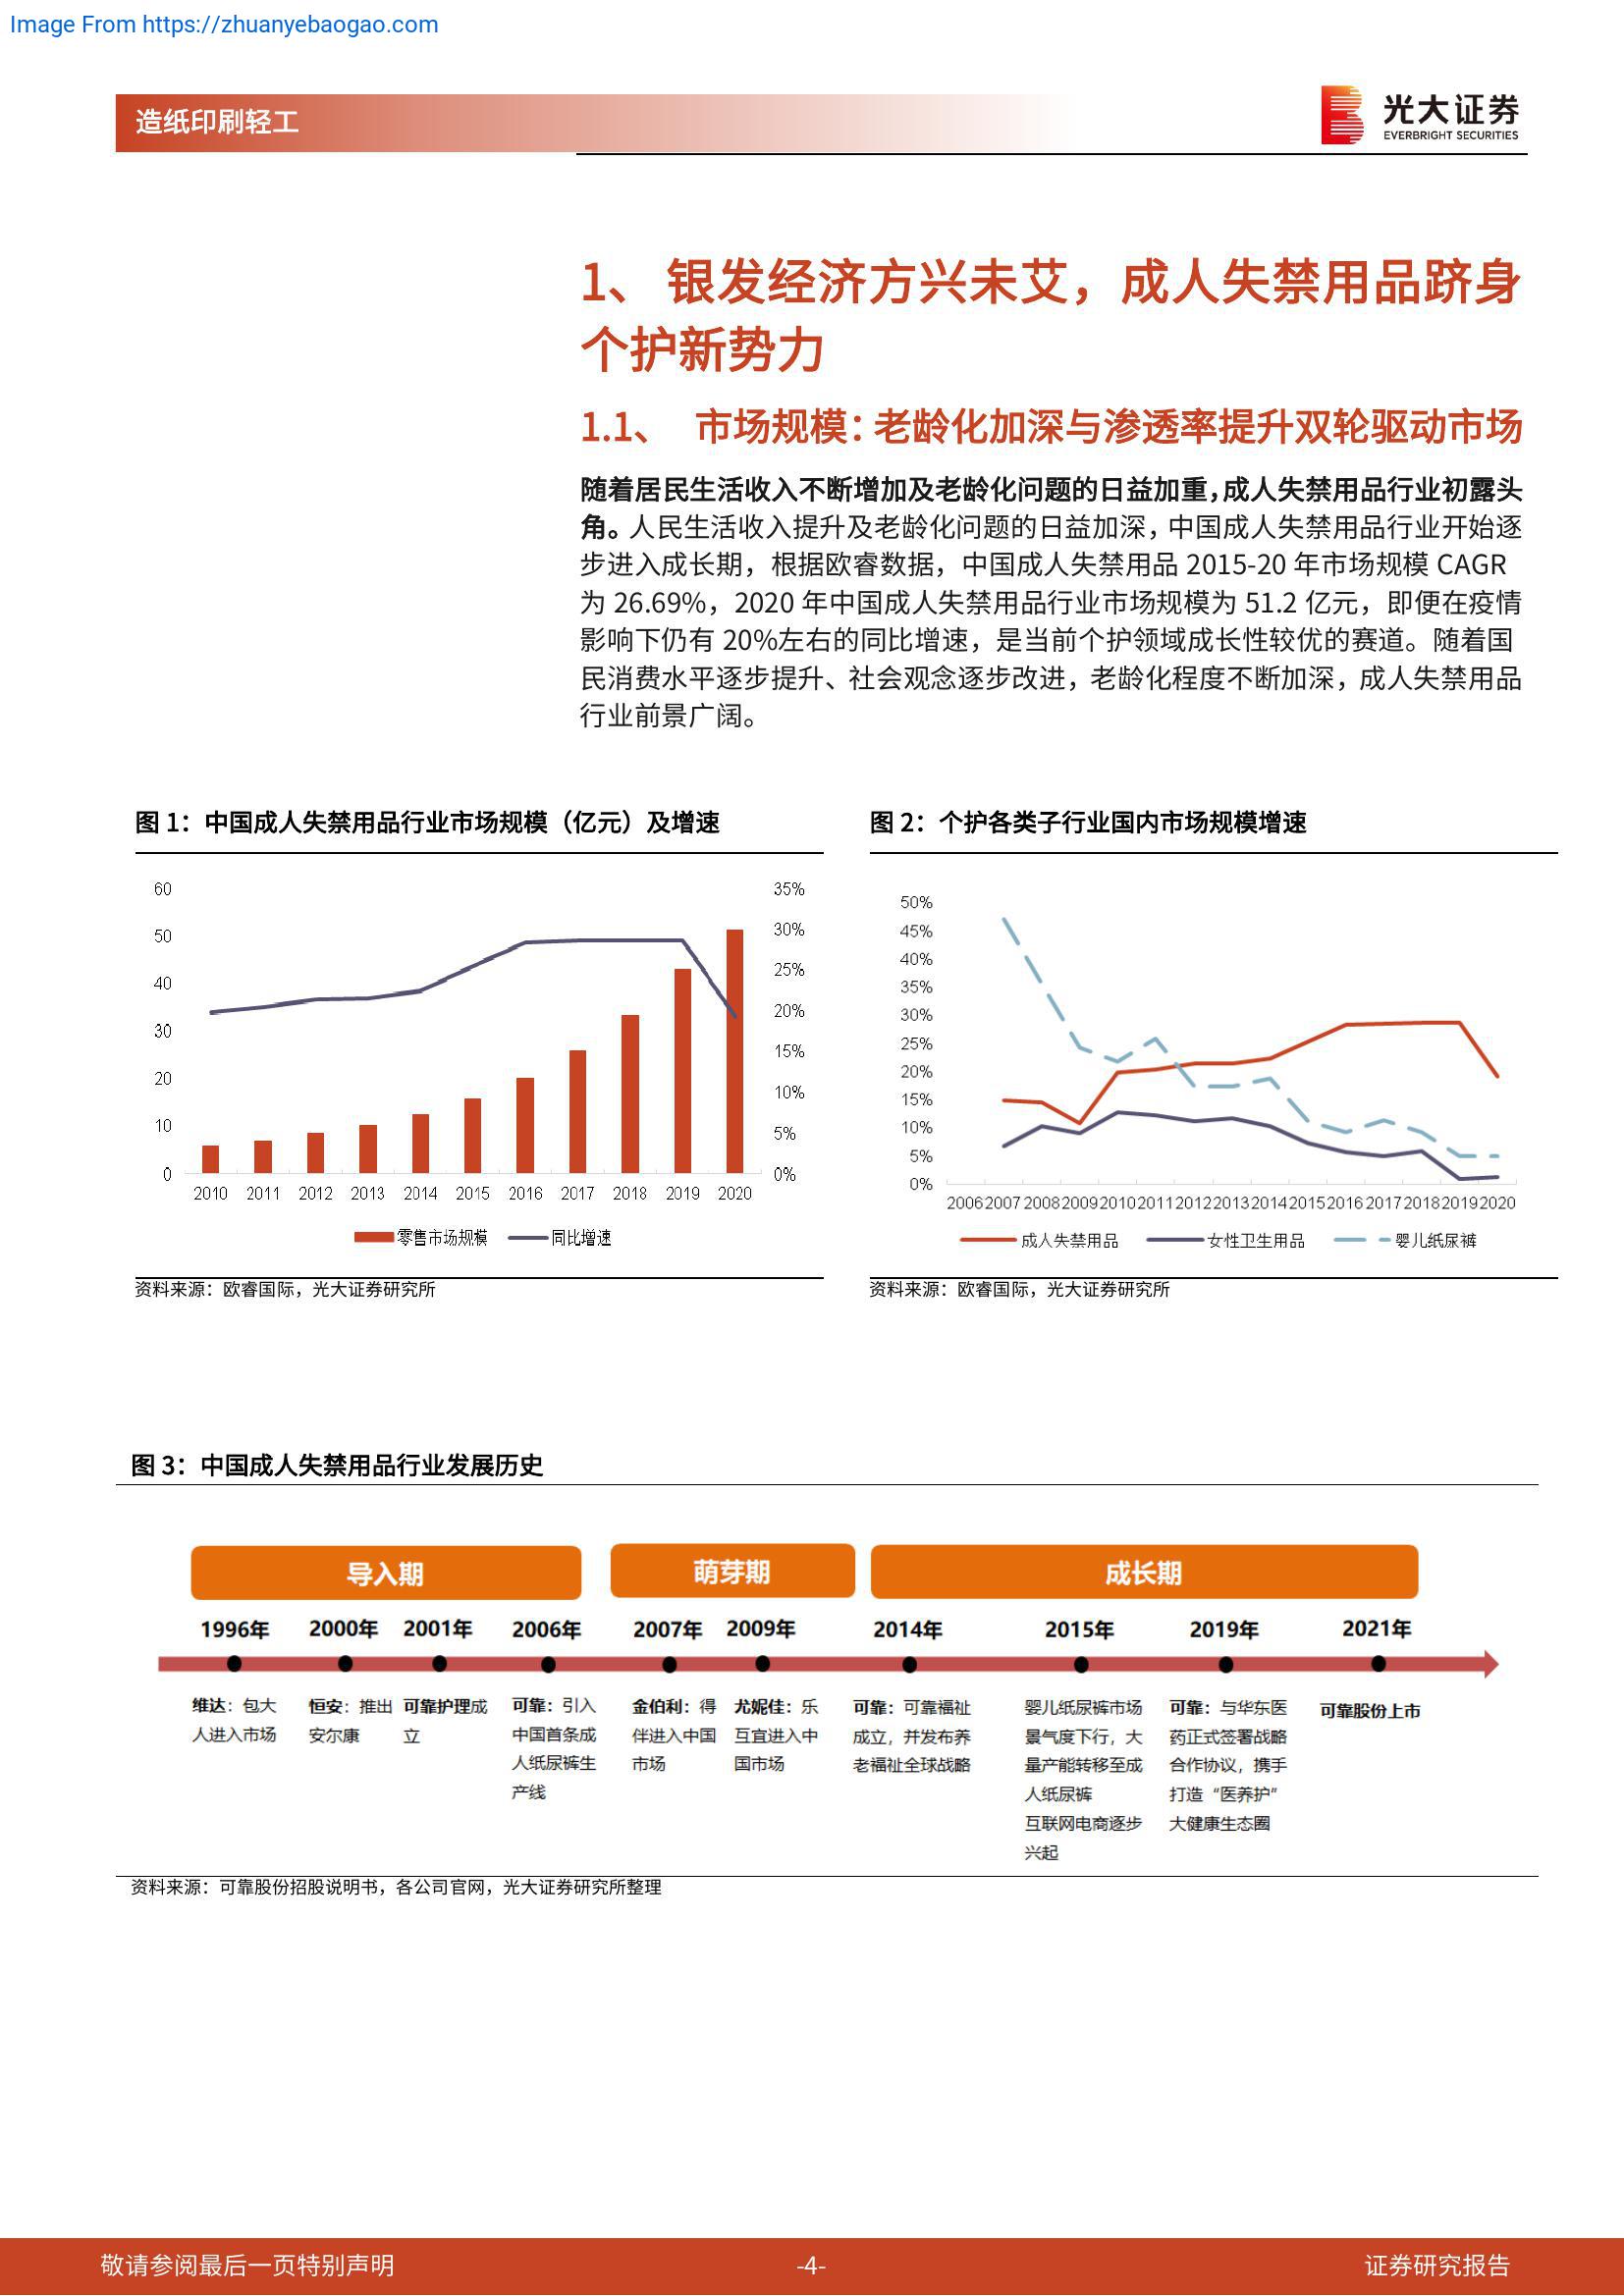 Image From https://zhuanyebaogao.com
造纸印刷轻工
光大证券
EVERBRIGHT SECURITIES
1、 银发经济方兴未艾，成人失禁用品跻身
个护新势力
1.1、 市场规模：老龄化加深与渗透率提升双轮驱动市场
随着居民生活收入不断增加及老龄化问题的日益加重，成人失禁用品行业初露头
角。人民生活收入提升及老龄化问题的日益加深，中国成人失禁用品行业开始逐
步进入成长期，根据欧睿数据，中国成人失禁用品 2015-20 年市场规模 CAGR
为 26.69%，2020 年中国成人失禁用品行业市场规模为 51.2 亿元，即便在疫情
影响下仍有 20%左右的同比增速，是当前个护领域成长性较优的赛道。随着国
民消费水平逐步提升、社会观念逐步改进，老龄化程度不断加深，成人失禁用品
行业前景广阔。
图 1：中国成人失禁用品行业市场规模（亿元）及增速
60 35%
50 30%
40 25%
30 20%
20 15%
10 10%
0 5%
0%
2010 2011 2012 2013 2014 2015 2016 2017 2018 2019 2020
零售市场规模 同比增速
资料来源：欧睿国际，光大证券研究所
图 2：个护各类子行业国内市场规模增速
50%
45%
40%
35%
30%
25%
20%
15%
10%
5%
0%
2006 2007 2008 2009 2010 2011 2012 2013 2014 2015 2016 2017 2018 2019 2020
成人失禁用品 女性卫生用品 婴儿纸尿裤
资料来源：欧睿国际，光大证券研究所
图 3：中国成人失禁用品行业发展历史
导入期 萌芽期 成长期
1996年 2000年 2001年 2006年 2007年 2009年 2014年 2015年 2019年 2021年
维达：包大
人进入市场
恒安：推出
安尔康
可靠护理成
立
可靠：引入
中国首条成
人纸尿裤生
产线
金伯利：得
伴进入中国
市场
尤妮佳：乐
互宜进入中
国市场
可靠：可靠福祉
成立，并发布养
老福祉全球战略
婴儿纸尿裤市场
景气度下行，大
量产能转移至成
人纸尿裤
互联网电商逐步
兴起
可靠：与华东医
药正式签署战略
合作协议，携手
打造“医养护”
大健康生态圈
可靠股份上市
资料来源：可靠股份招股说明书，各公司官网，光大证券研究所整理
敬请参阅最后一页特别声明 -4- 证券研究报告